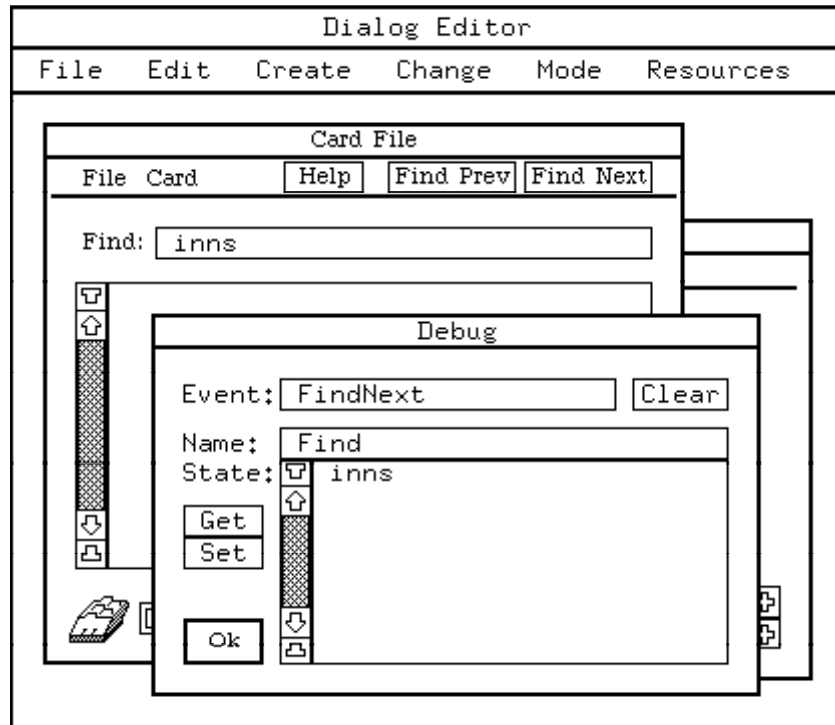 Dialog Editor
File Edit Create Change Mode Resources
Card File
File Card Help Find Prev Find Next
Find: inns
Debug
Event: FindNext Clear
Name: Find
State: inns
Get
Set
Ok